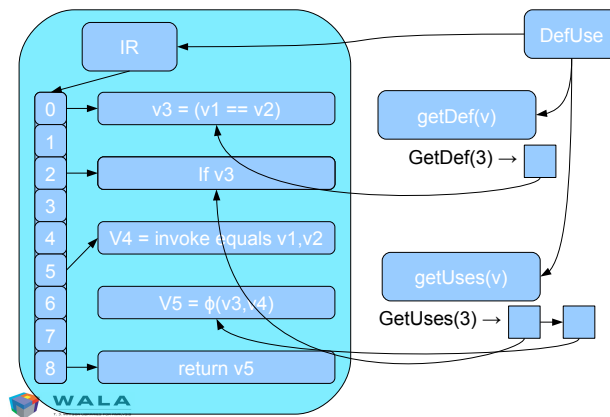 IR
DefUse
0
v3 = (v1 == v2)
getDef(v)
1
GetDef(3) →
2
If v3
3
4
V4 = invoke equals v1,v2
5
getUses(v)
6
V5 = ϕ(v3,v4)
GetUses(3) →
7
8
return v5
WALA